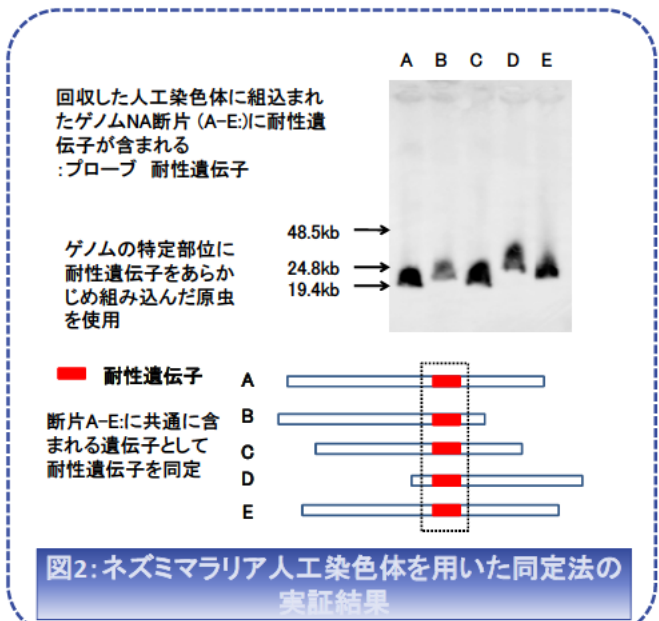 A B C D E
回収した人工染色体に組込まれ
たゲノムNA断片 (A-E:)に耐性遺
伝子が含まれる
:プローブ 耐性遺伝子
48.5kb
24.8kb
19.4kb
ゲノムの特定部位に
耐性遺伝子をあらか
じめ組み込んだ原虫
を使用
耐性遺伝子
断片A-E:に共通に含
まれる遺伝子として
耐性遺伝子を同定
A
B
C
D
E
図2:ネズミマラリア人工染色体を用いた同定法の
実証結果